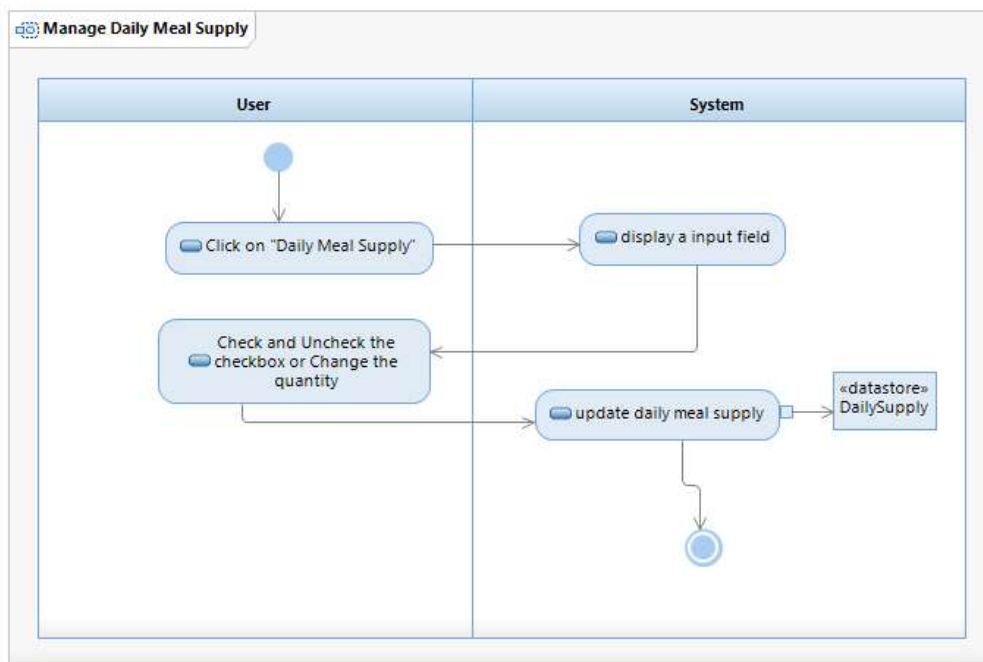 Manage Daily Meal Supply
User
System
Click on "Daily Meal Supply"
display a input field
Check and Uncheck the
checkbox or Change the
quantity
update daily meal supply
«datastore»
DailySupply